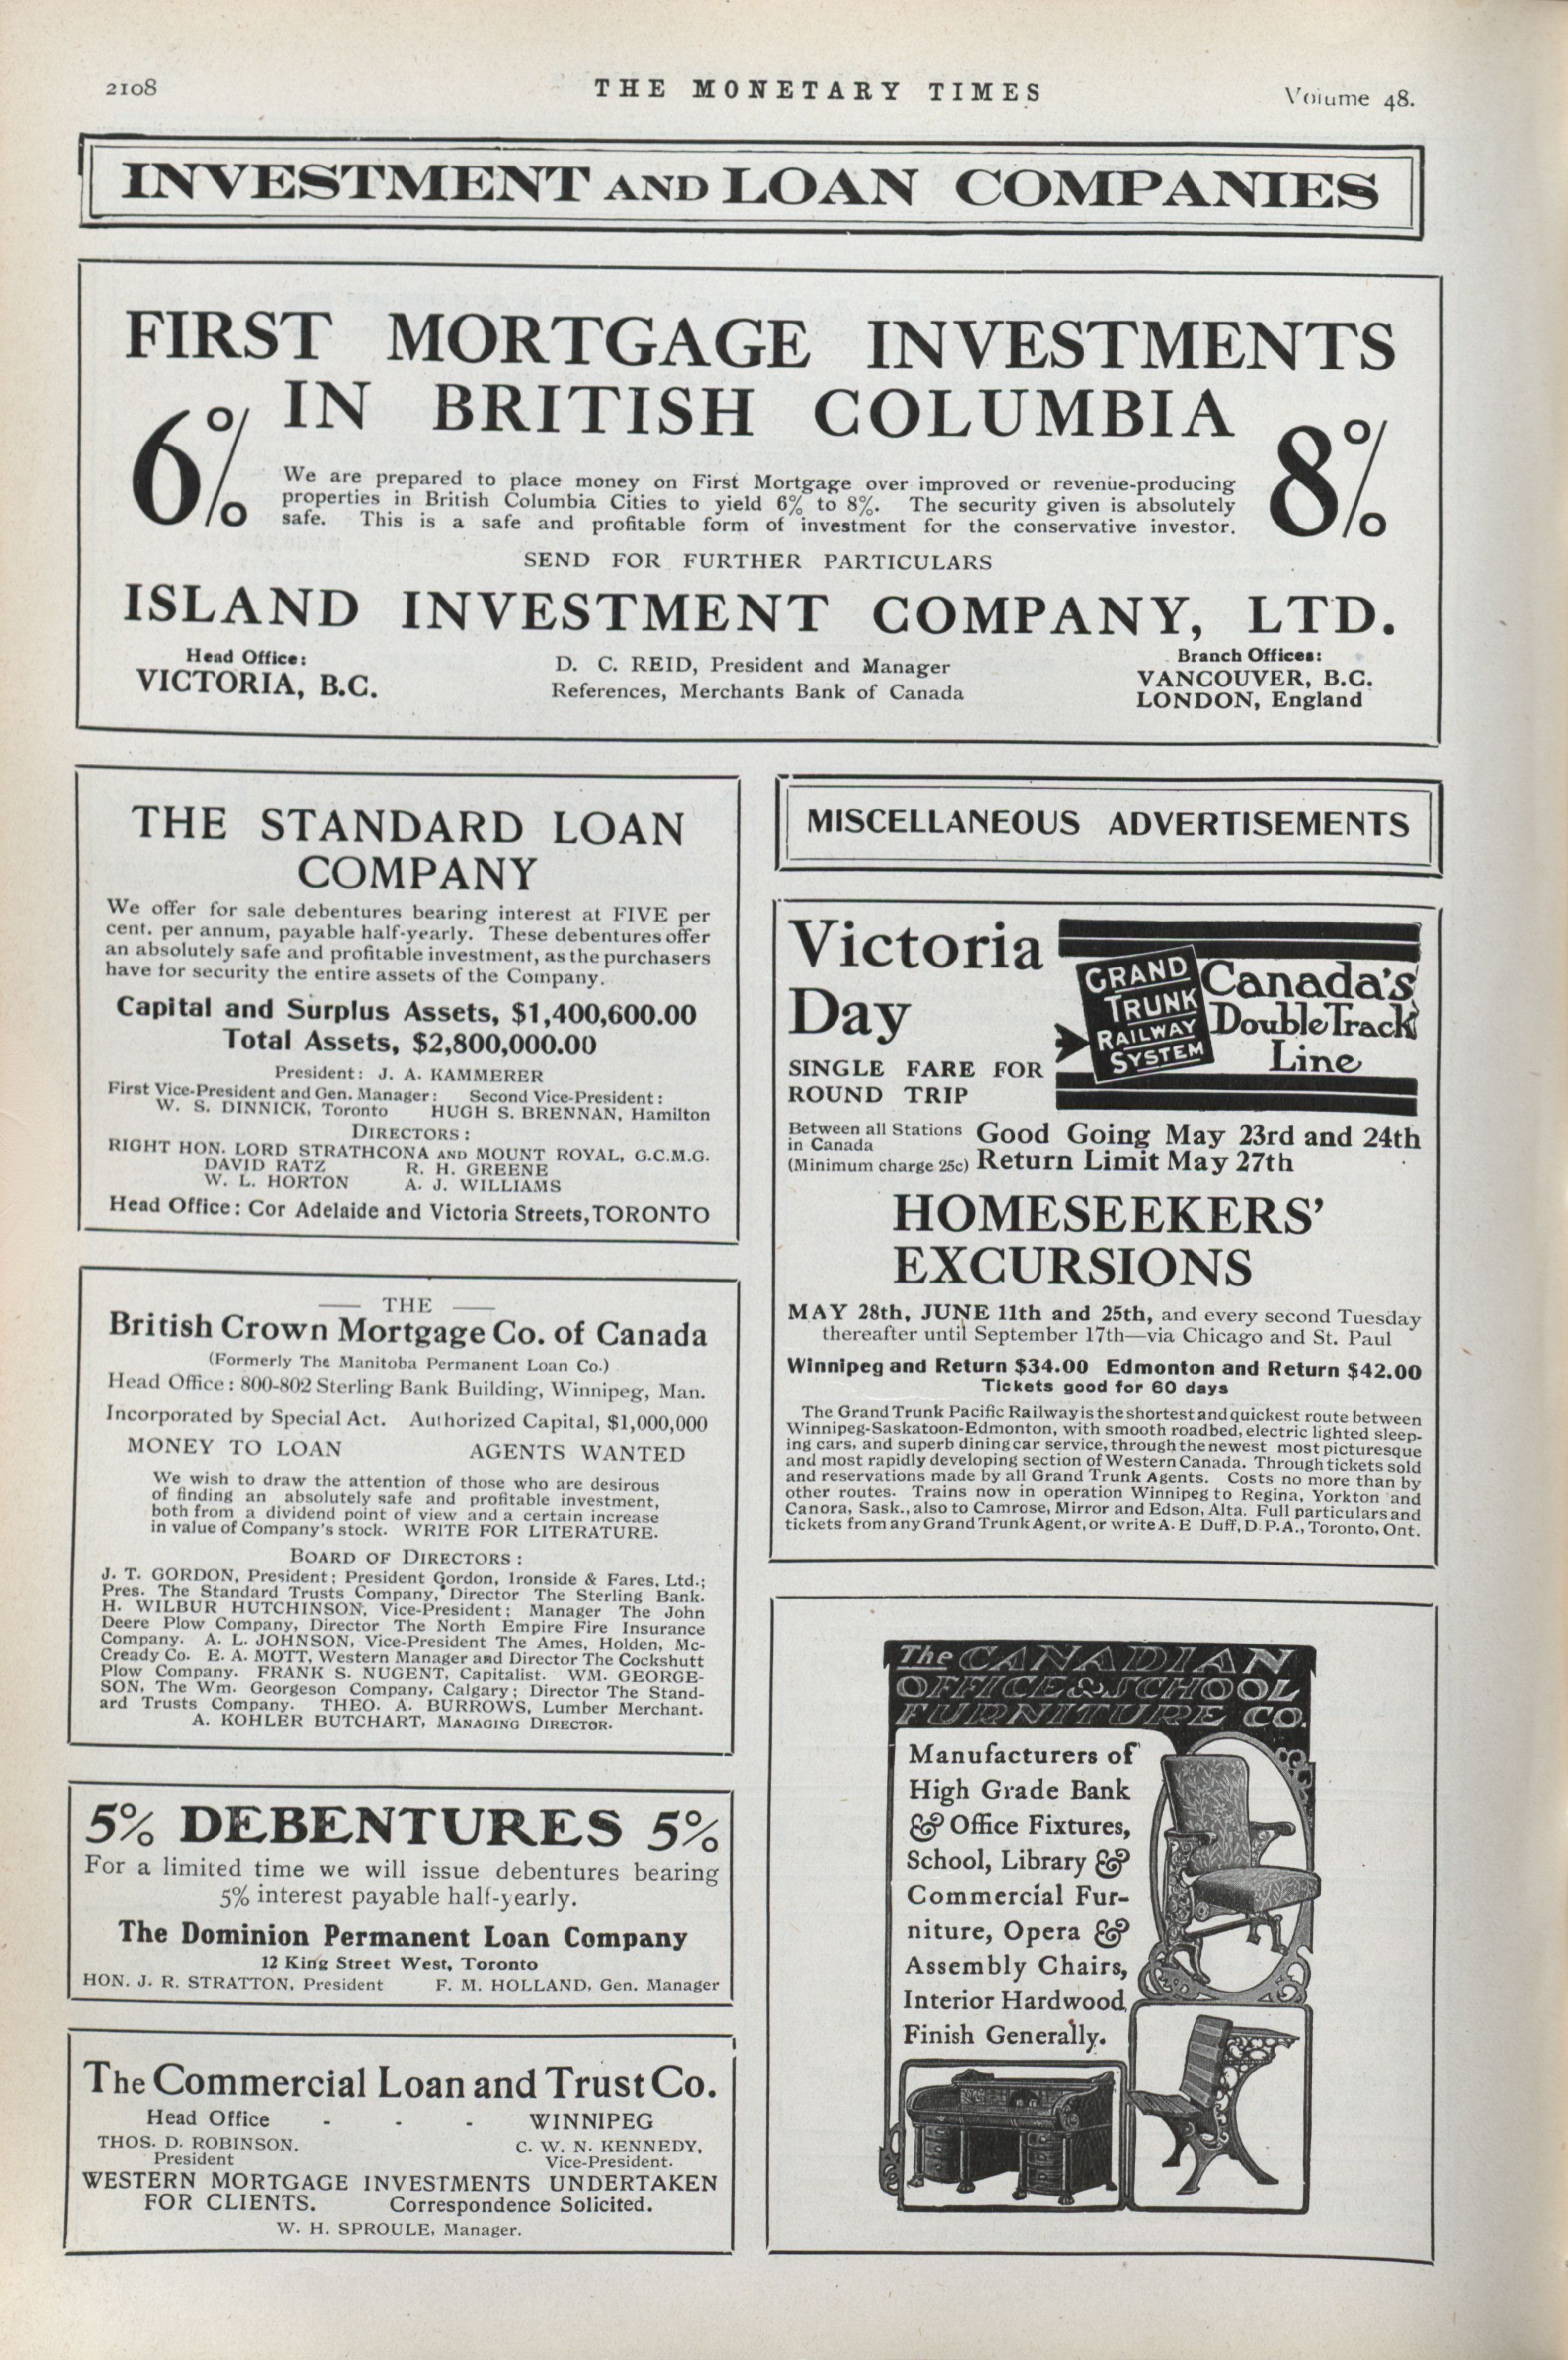 2108
THE MONETARY TIMES
Volume 48.
INVESTMENT AND LOAN COMPANIES
FIRST MORTGAGE INVESTMENTS
IN BRITISH COLUMBIA
6%
8%
We are prepared to place money on First Mortgage over improved or revenue-producing
properties in British Columbia Cities to yield 6% to 8%. The security given is absolutely
safe. This is a safe and profitable form of investment for the conservative investor.
SEND FOR FURTHER PARTICULARS
ISLAND INVESTMENT COMPANY, LTD.
Head Office:
VICTORIA, B.C.
D. C. REID, President and Manager
References, Merchants Bank of Canada
Branch Offices:
VANCOUVER, B.C.
LONDON, England
THE STANDARD LOAN
COMPANY
We offer for sale debentures bearing interest at FIVE per
cent. per annum, payable half-yearly. These debentures offer
an absolutely safe and profitable investment, as the purchasers
have for security the entire assets of the Company.
Capital and Surplus Assets, $1,400,600.00
Total Assets, $2,800,000.00
President: J. A. KAMMERER
First Vice-President and Gen. Manager: Second Vice-President:
W. S. DINNICK, Toronto HUGH S. BRENNAN, Hamilton
DIRECTORS:
RIGHT HON. LORD STRATHCONA AND MOUNT ROYAL, G.C.M.G.
DAVID RATZ R. H. GREENE
W. L. HORTON A. J. WILLIAMS
Head Office: Cor Adelaide and Victoria Streets, TORONTO
THE
British Crown Mortgage Co. of Canada
(Formerly The Manitoba Permanent Loan Co.)
Head Office: 800-802 Sterling Bank Building, Winnipeg, Man.
Incorporated by Special Act. Authorized Capital, $1,000,000
MONEY TO LOAN AGENTS WANTED
We wish to draw the attention of those who are desirous
of finding an absolutely safe and profitable investment,
both from a dividend point of view and a certain increase
in value of Company's stock. WRITE FOR LITERATURE.
BOARD OF DIRECTORS:
J. T. GORDON, President; President Gordon, Ironside & Fares, Ltd.;
Pres. The Standard Trusts Company, Director The Sterling Bank.
H. WILBUR HUTCHINSON, Vice-President; Manager The John
Deere Plow Company, Director The North Empire Fire Insurance
Company. A. L. JOHNSON, Vice-President The Ames, Holden, Mc-
Cready Co. E. A. MOTT, Western Manager and Director The Cockshutt
Plow Company. FRANK S. NUGENT, Capitalist. WM. GEORGE-
SON, The Wm. Georgeson Company, Calgary; Director The Stand-
ard Trusts Company. THEO. A. BURROWS, Lumber Merchant.
A. KOHLER BUTCHART, MANAGING DIRECTOR.
5% DEBENTURES 5%
For a limited time we will issue debentures bearing
5% interest payable half-yearly.
The Dominion Permanent Loan Company
12 King Street West, Toronto
HON. J. R. STRATTON, President F. M. HOLLAND, Gen. Manager
The Commercial Loan and Trust Co.
Head Office - - - WINNIPEG
THOS. D. ROBINSON, C. W. N. KENNEDY,
President Vice-President.
WESTERN MORTGAGE INVESTMENTS UNDERTAKEN
FOR CLIENTS. Correspondence Solicited.
W. H. SPROULE, Manager.
MISCELLANEOUS ADVERTISEMENTS
Victoria
Day
SINGLE FARE FOR
ROUND TRIP
GRAND
TRUNK
RAILWAY
SYSTEM
Canada's
Double Track
Line
Between all Stations
in Canada
(Minimum charge 25c)
Good Going May 23rd and 24th
Return Limit May 27th
HOMESEEKERS'
EXCURSIONS
MAY 28th, JUNE 11th and 25th, and every second Tuesday
thereafter until September 17th—via Chicago and St. Paul
Winnipeg and Return $34.00 Edmonton and Return $42.00
Tickets good for 60 days
The Grand Trunk Pacific Railway is the shortest and quickest route between
Winnipeg-Saskatoon-Edmonton, with smooth roadbed, electric lighted sleep-
ing cars, and superb dining car service, through the newest most picturesque
and most rapidly developing section of Western Canada. Through tickets sold
and reservations made by all Grand Trunk Agents. Costs no more than by
other routes. Trains now in operation Winnipeg to Regina, Yorkton and
Canora, Sask., also to Camrose, Mirror and Edson, Alta. Full particulars and
tickets from any Grand Trunk Agent, or write A. E Duff, D.P.A., Toronto, Ont.
The CANADIAN
OFFICE & SCHOOL
FURNITURE CO.
Manufacturers of
High Grade Bank
& Office Fixtures,
School, Library &
Commercial Fur-
niture, Opera &
Assembly Chairs,
Interior Hardwood
Finish Generally.